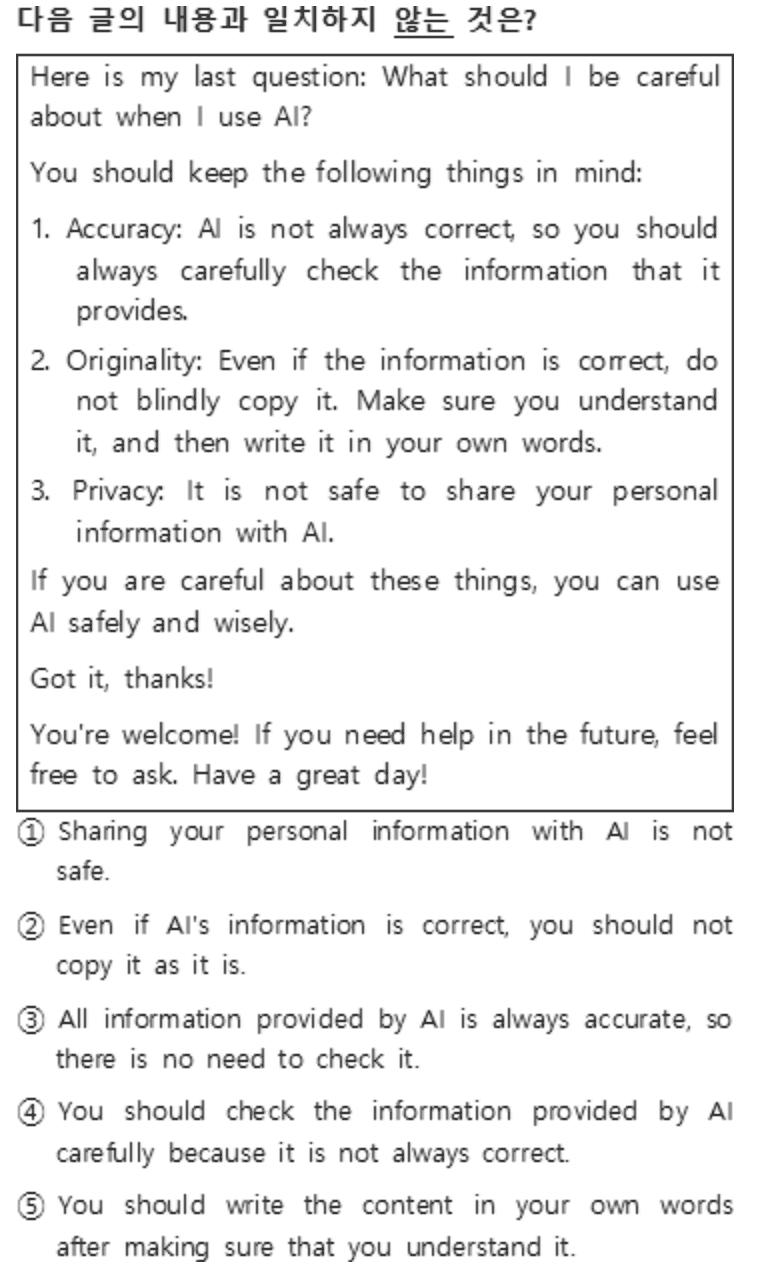 다음 글의 내용과 일치하지 않는 것은?
Here is my last question: What should I be careful
about when I use AI?
You should keep the following things in mind:
1. Accuracy: AI is not always correct, so you should
always carefully check the information that it
provides.
2. Originality: Even if the information is correct, do
not blindly copy it. Make sure you understand
it, and then write it in your own words.
3. Privacy: It is not safe to share your personal
information with AI.
If you are careful about these things, you can use
AI safely and wisely.
Got it, thanks!
You're welcome! If you need help in the future, feel
free to ask. Have a great day!
① Sharing your personal information with AI is not
safe.
② Even if AI's information is correct, you should not
copy it as it is.
③ All information provided by AI is always accurate, so
there is no need to check it.
④ You should check the information provided by AI
carefully because it is not always correct.
⑤ You should write the content in your own words
after making sure that you understand it.